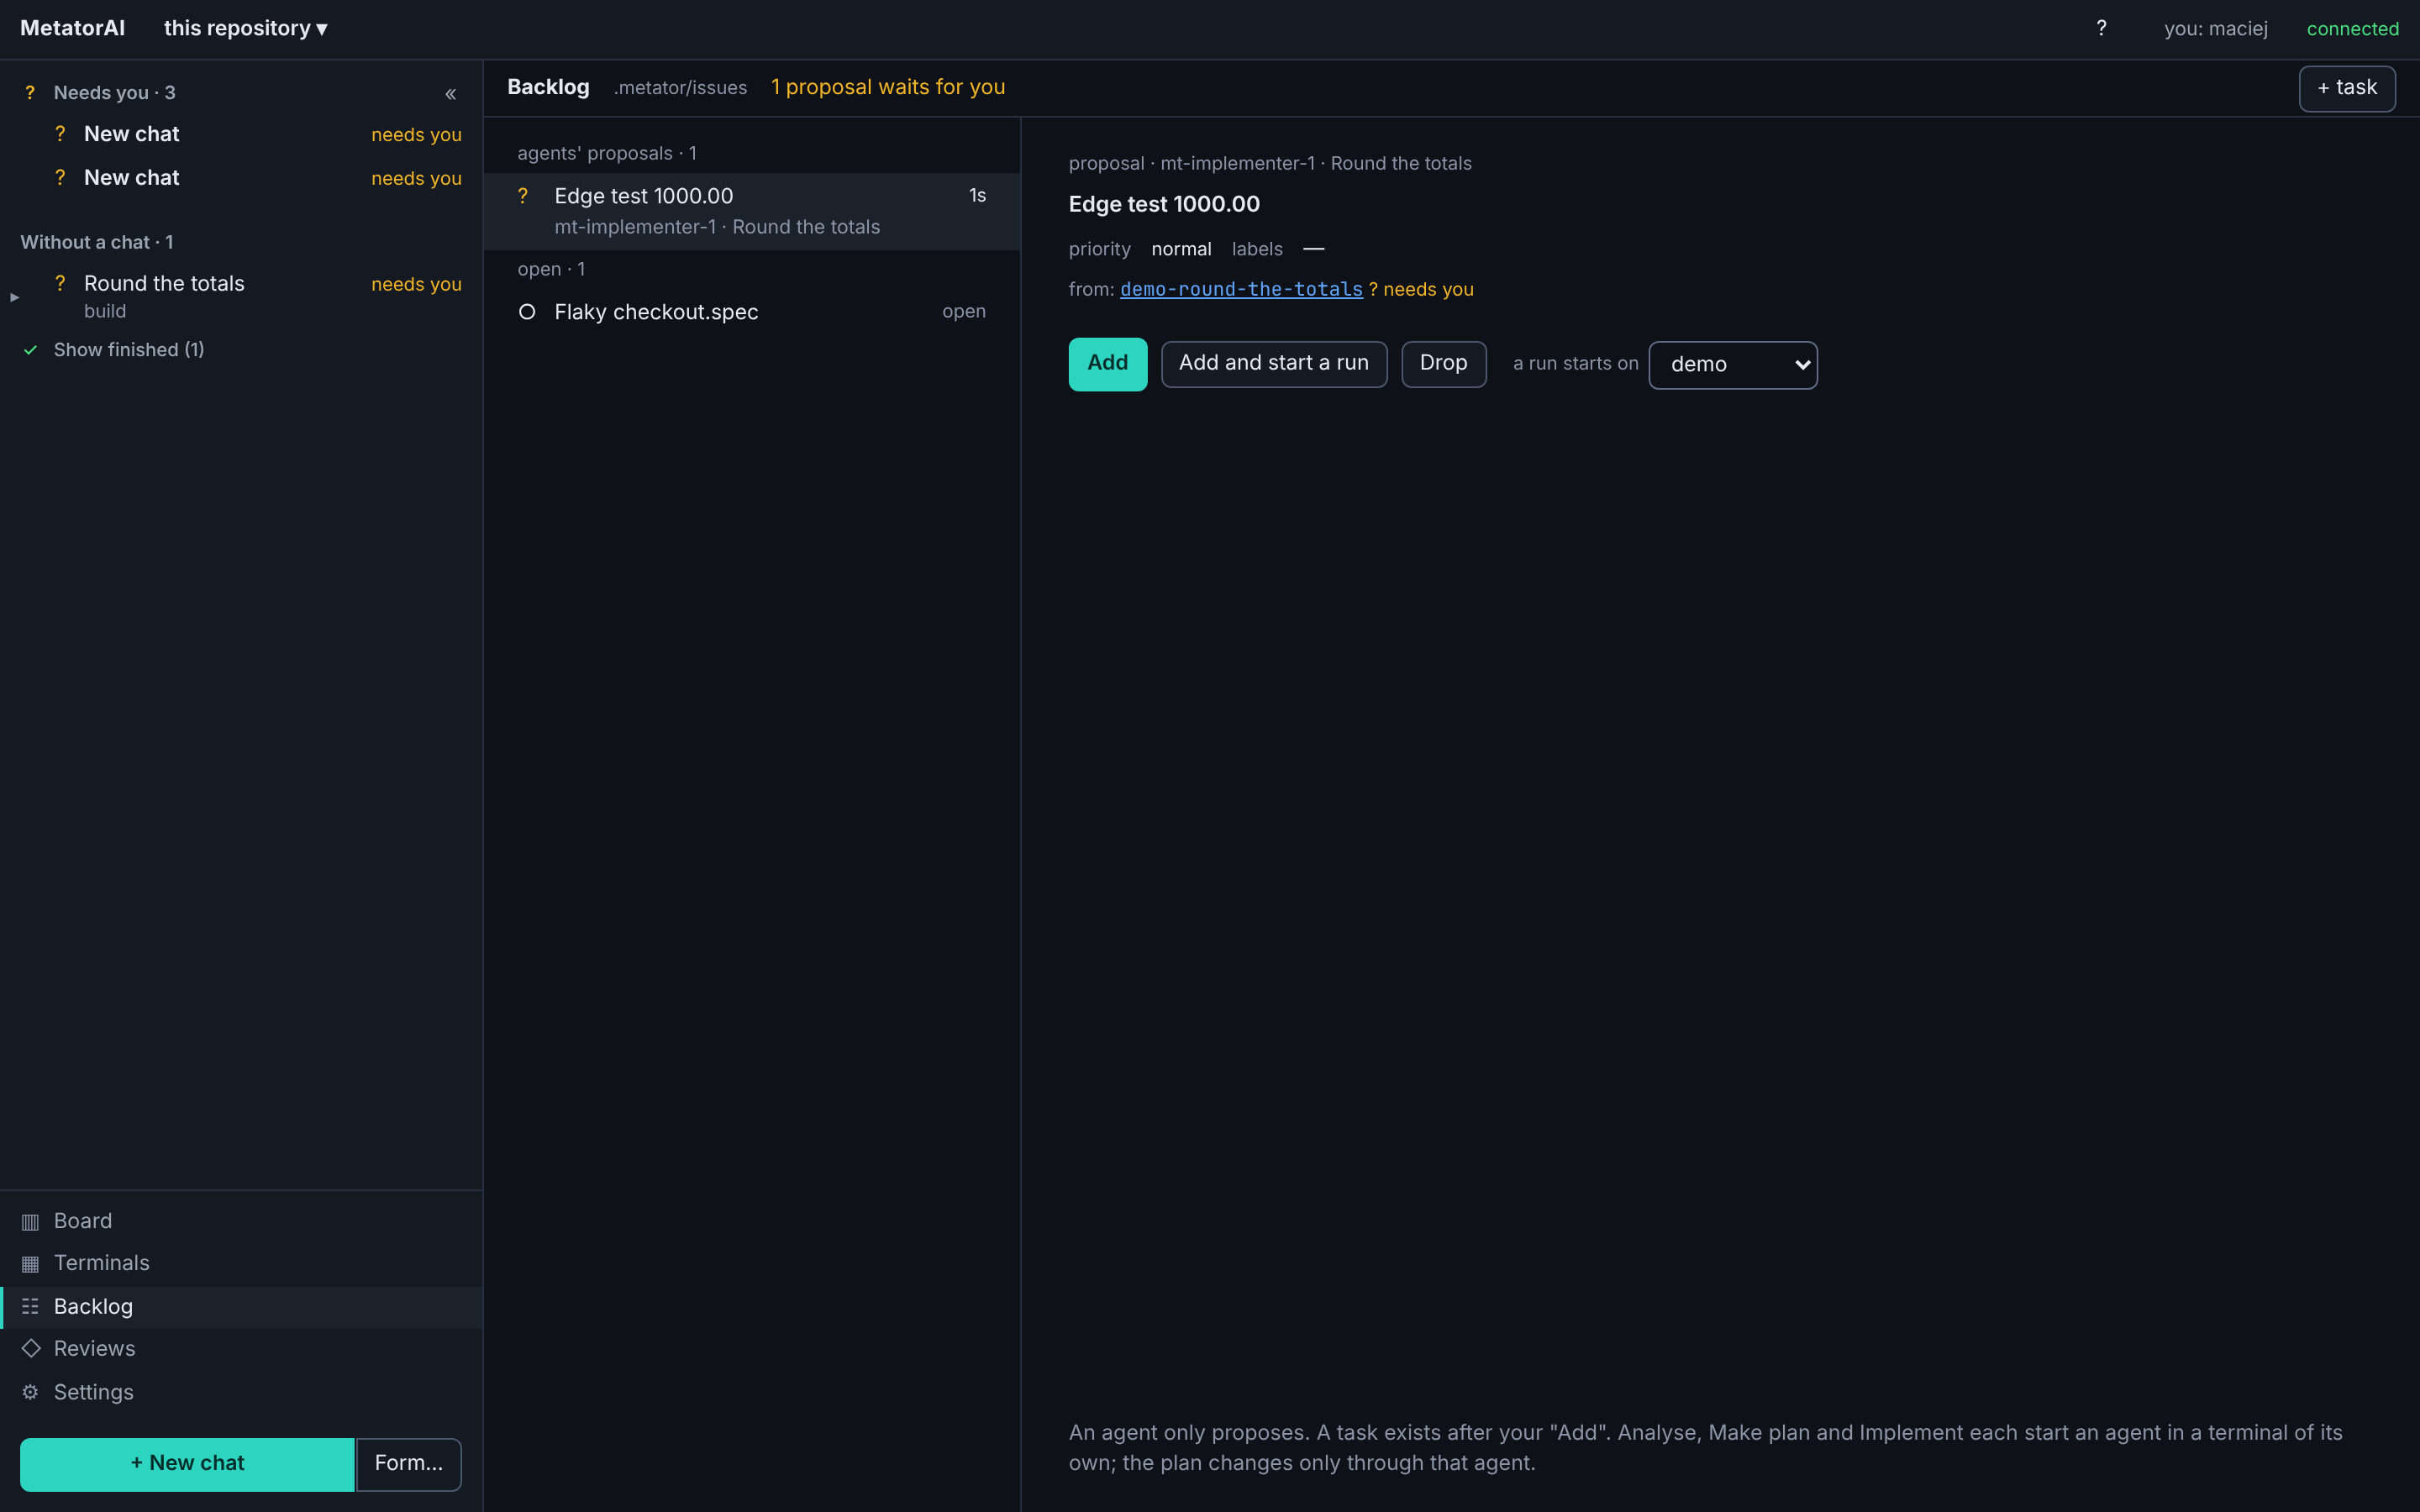 MetatorAI this repository ▾ ? you: maciej connected
? Needs you · 3 «
? New chat needs you
? New chat needs you
Without a chat · 1
▸ ? Round the totals needs you
build
✓ Show finished (1)
Board
Terminals
Backlog
Reviews
Settings
+ New chat Form...
Backlog .metator/issues 1 proposal waits for you + task
agents' proposals · 1
? Edge test 1000.00 1s
mt-implementer-1 · Round the totals
open · 1
Flaky checkout.spec open
proposal · mt-implementer-1 · Round the totals
Edge test 1000.00
priority normal labels —
from: demo-round-the-totals ? needs you
Add Add and start a run Drop a run starts on demo
An agent only proposes. A task exists after your "Add". Analyse, Make plan and Implement each start an agent in a terminal of its
own; the plan changes only through that agent.